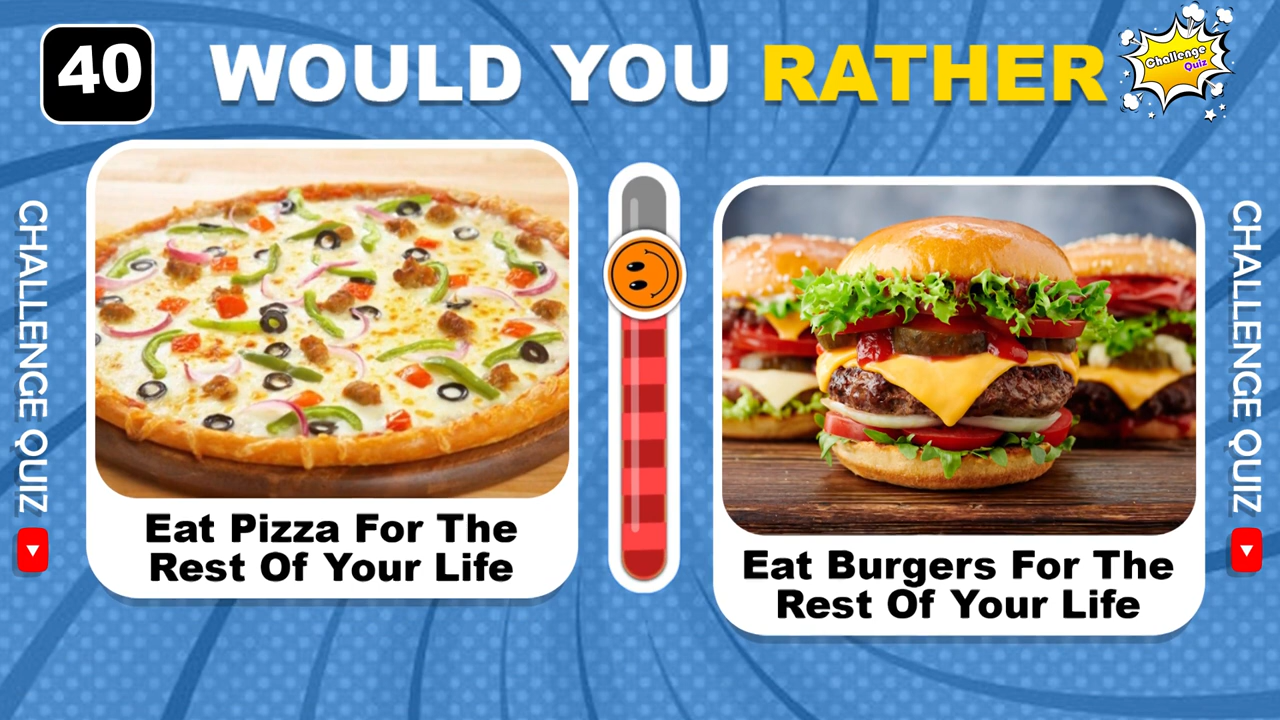 40
WOULD YOU RATHER
Challenge
Quiz
CHALLENGE QUIZ
Eat Pizza For The
Rest Of Your Life
Eat Burgers For The
Rest Of Your Life
CHALLENGE QUIZ